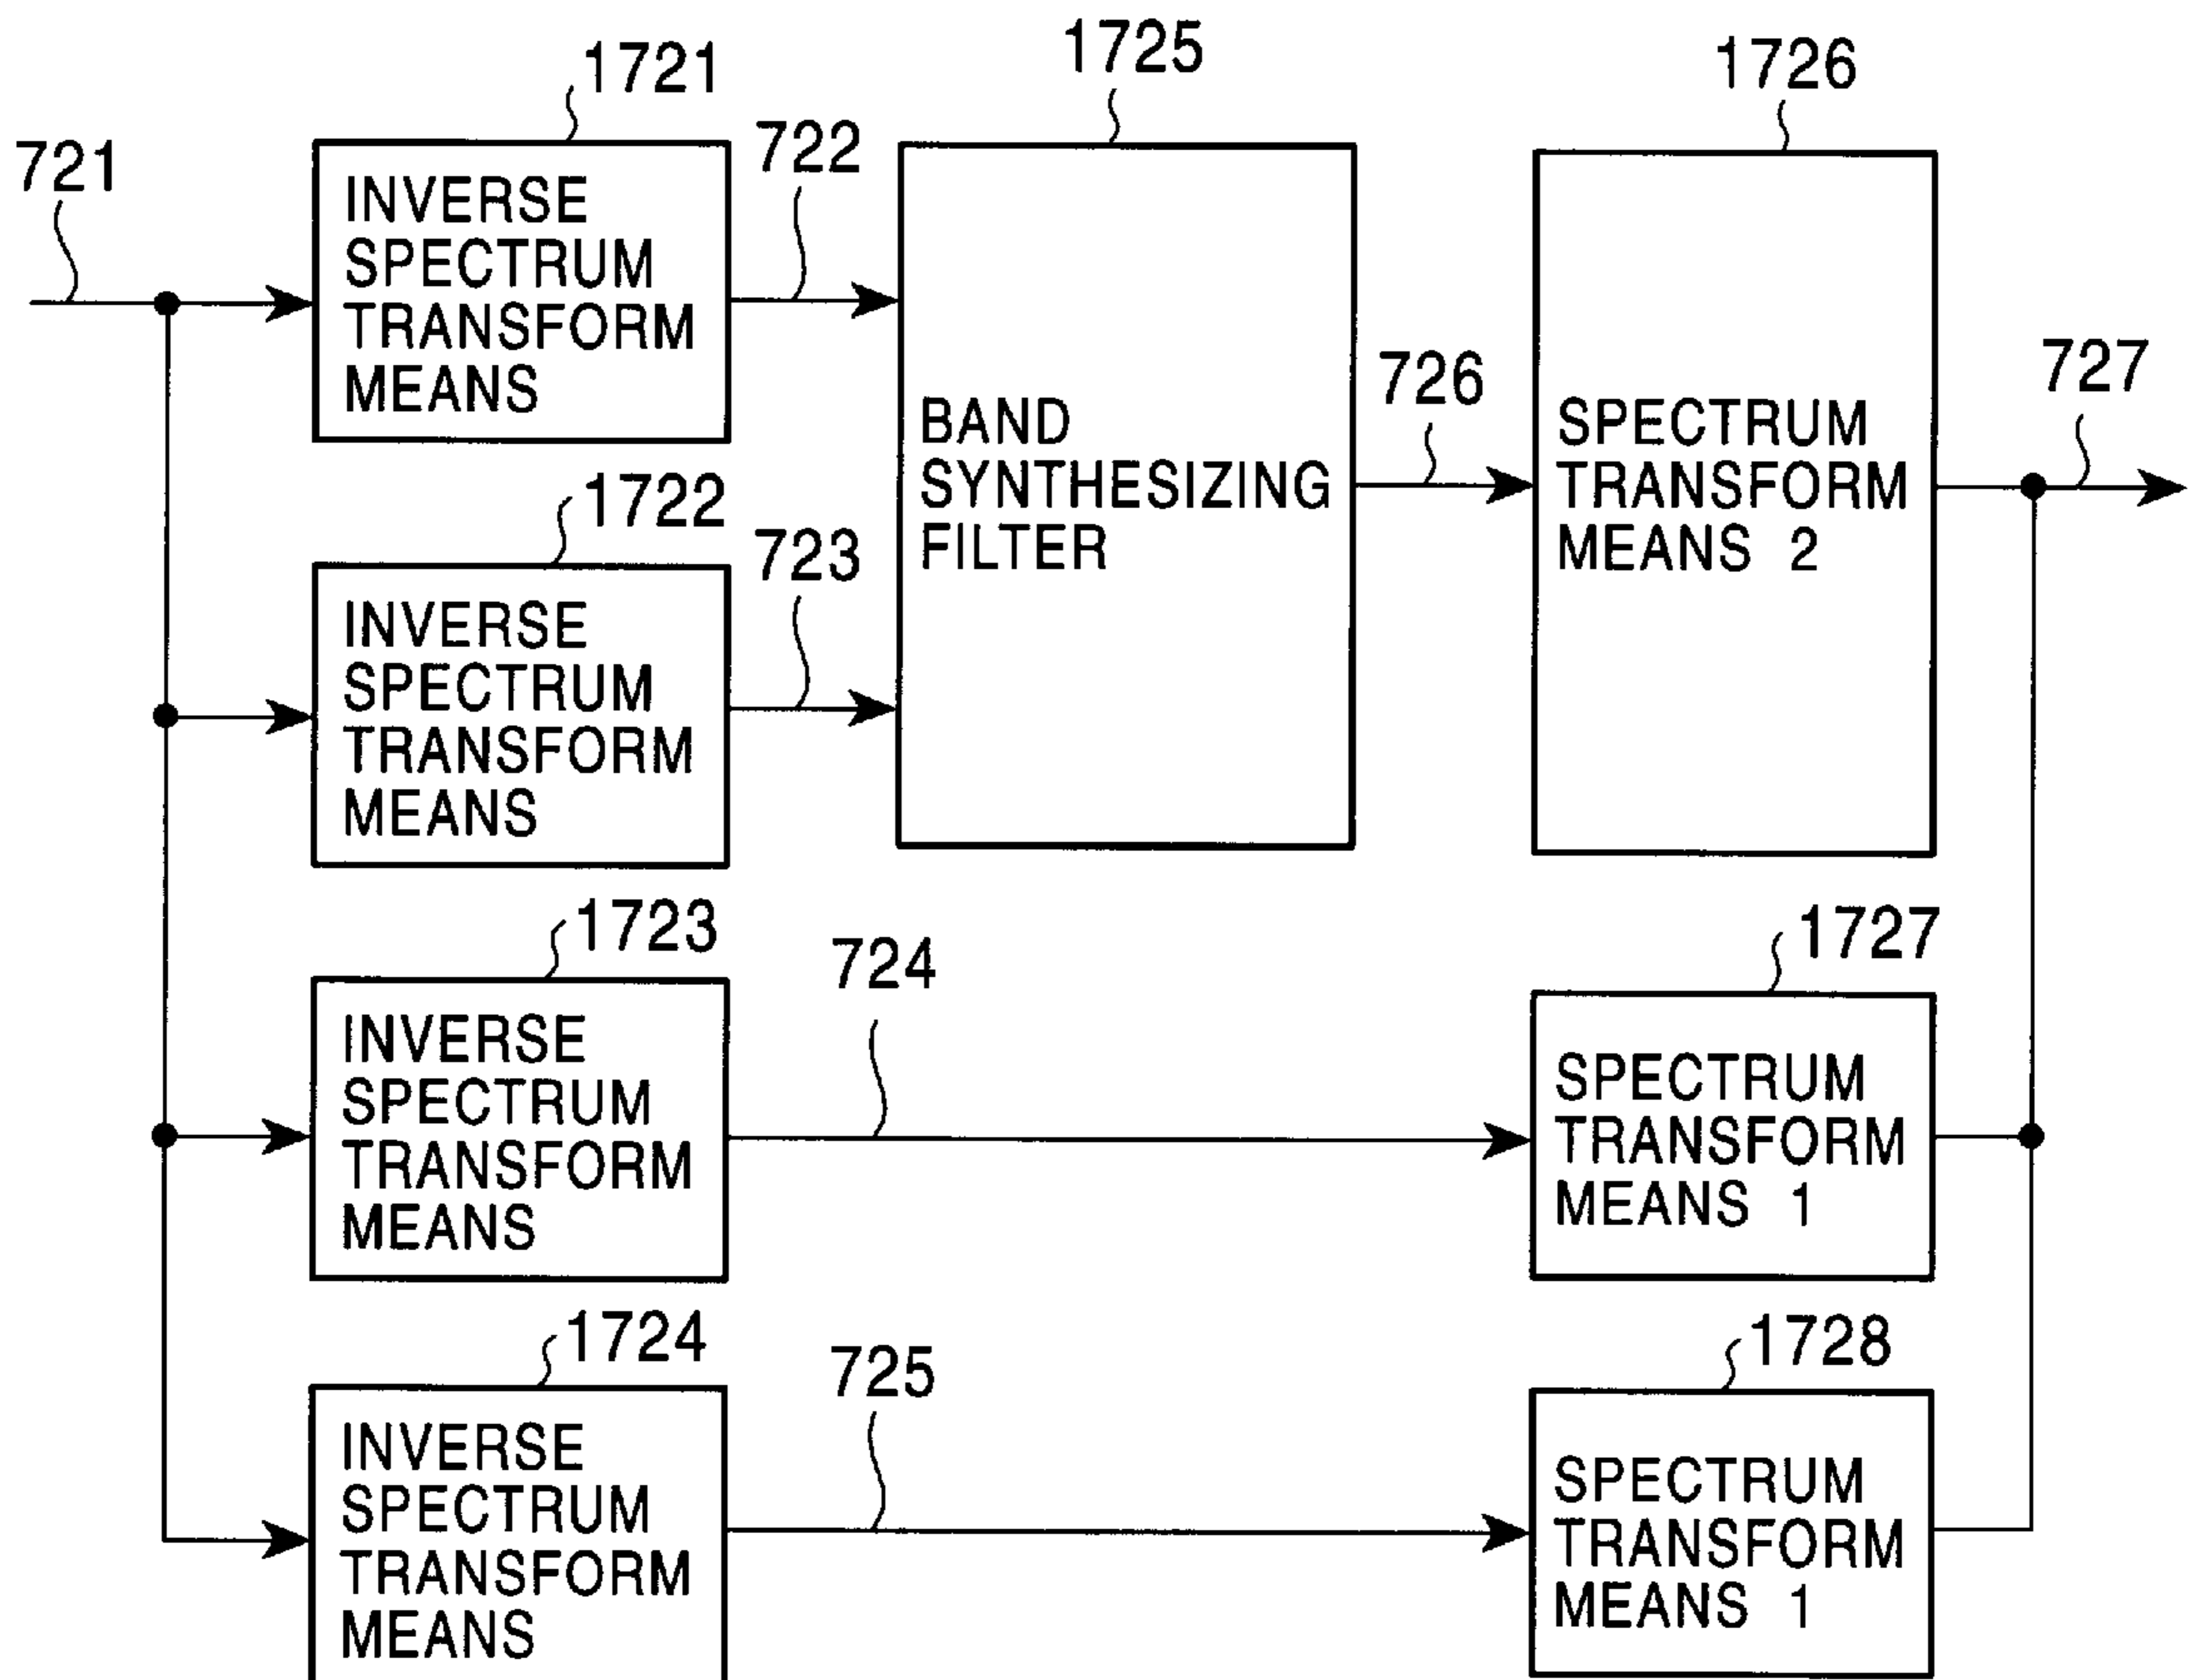 1721
1725
1726
721
INVERSE
SPECTRUM
TRANSFORM
MEANS
722
BAND
SYNTHESIZING
FILTER
726
SPECTRUM
TRANSFORM
MEANS 2
727
1722
INVERSE
SPECTRUM
TRANSFORM
MEANS
723
1723
INVERSE
SPECTRUM
TRANSFORM
MEANS
724
1727
SPECTRUM
TRANSFORM
MEANS 1
1724
INVERSE
SPECTRUM
TRANSFORM
MEANS
725
1728
SPECTRUM
TRANSFORM
MEANS 1